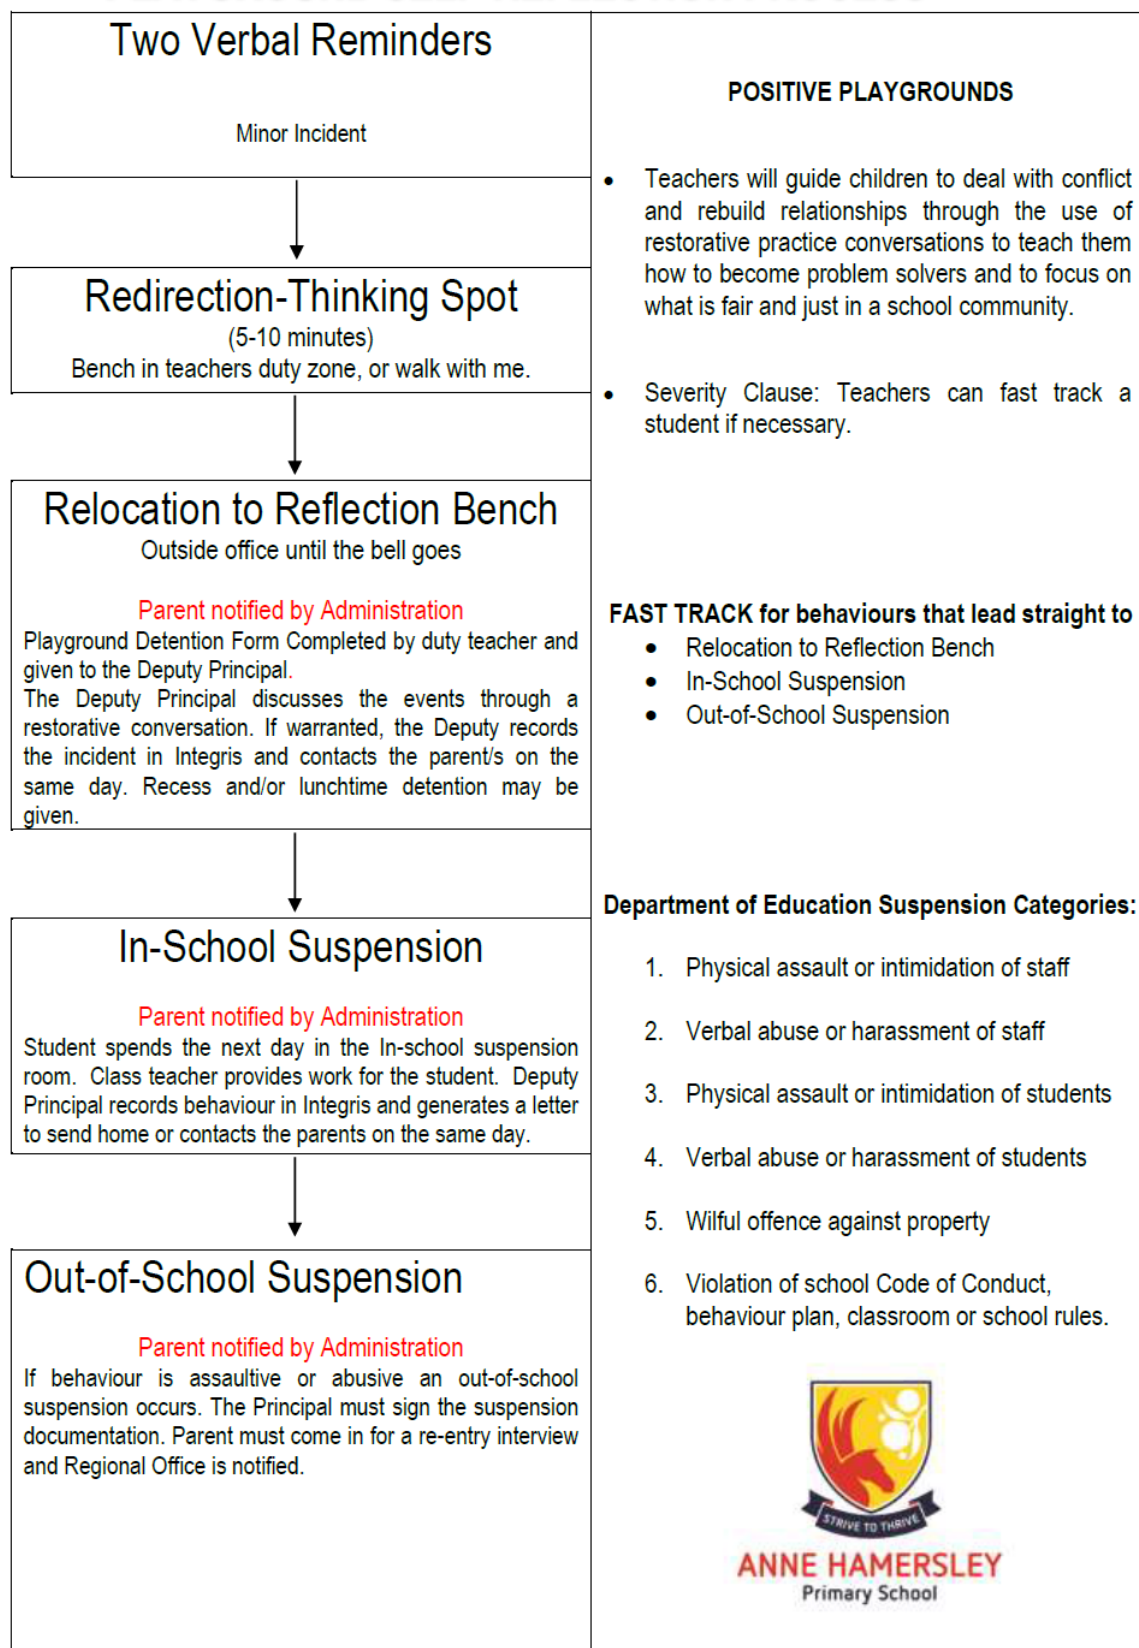 Two Verbal Reminders
Minor Incident
Redirection-Thinking Spot
(5-10 minutes)
Bench in teachers duty zone, or walk with me.
Relocation to Reflection Bench
Outside office until the bell goes
Parent notified by Administration
Playground Detention Form Completed by duty teacher and
given to the Deputy Principal.
The Deputy Principal discusses the events through a
restorative conversation. If warranted, the Deputy records
the incident in Integris and contacts the parent/s on the
same day. Recess and/or lunchtime detention may be
given.
In-School Suspension
Parent notified by Administration
Student spends the next day in the In-school suspension
room. Class teacher provides work for the student. Deputy
Principal records behaviour in Integris and generates a letter
to send home or contacts the parents on the same day.
Out-of-School Suspension
Parent notified by Administration
If behaviour is assaultive or abusive an out-of-school
suspension occurs. The Principal must sign the suspension
documentation. Parent must come in for a re-entry interview
and Regional Office is notified.
POSITIVE PLAYGROUNDS
• Teachers will guide children to deal with conflict
and rebuild relationships through the use of
restorative practice conversations to teach them
how to become problem solvers and to focus on
what is fair and just in a school community.
• Severity Clause: Teachers can fast track a
student if necessary.
FAST TRACK for behaviours that lead straight to
• Relocation to Reflection Bench
• In-School Suspension
• Out-of-School Suspension
Department of Education Suspension Categories:
1. Physical assault or intimidation of staff
2. Verbal abuse or harassment of staff
3. Physical assault or intimidation of students
4. Verbal abuse or harassment of students
5. Wilful offence against property
6. Violation of school Code of Conduct,
behaviour plan, classroom or school rules.
STRIVE TO THRIVE
ANNE HAMERSLEY
Primary School